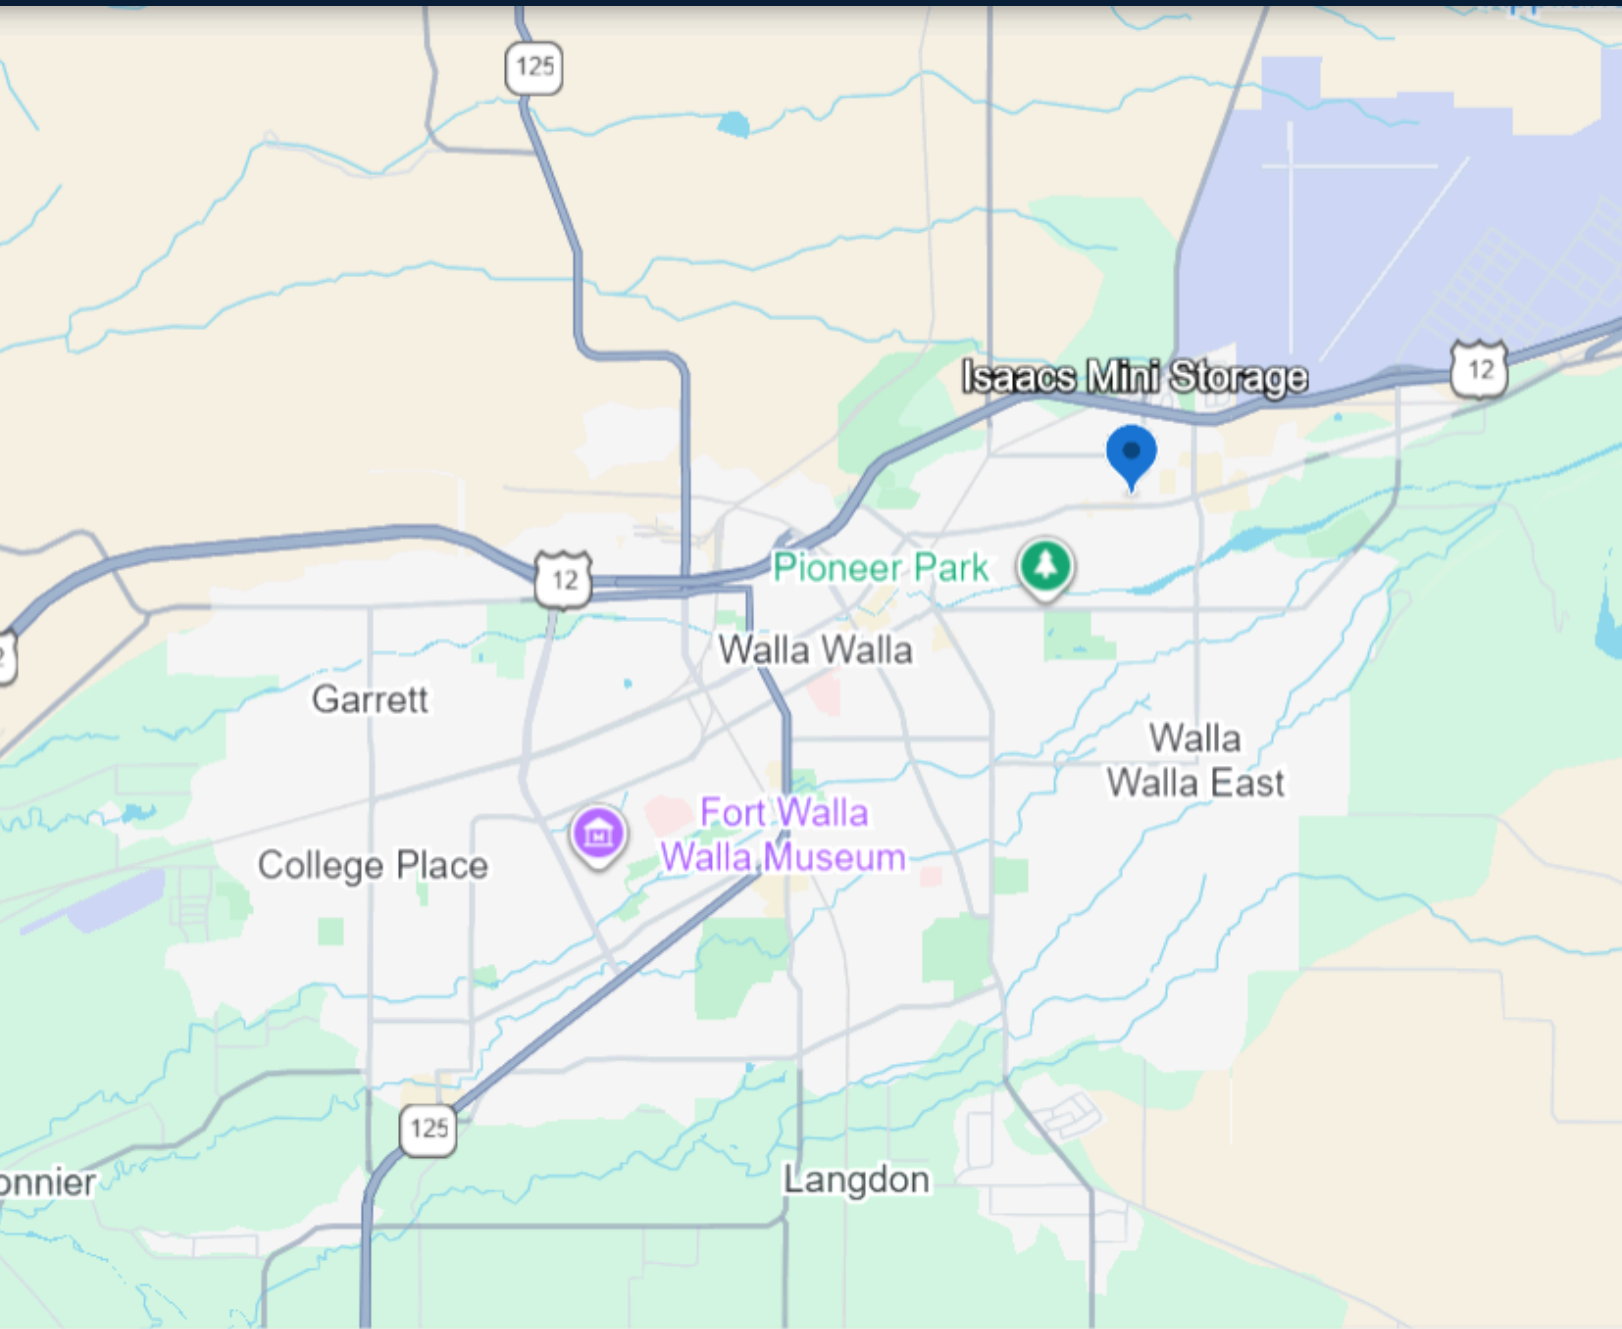 125
Isaacs Mini Storage
12
12
Pioneer Park
Walla Walla
Garrett
Walla
Walla East
Fort Walla
Walla Museum
College Place
125
onnier
Langdon